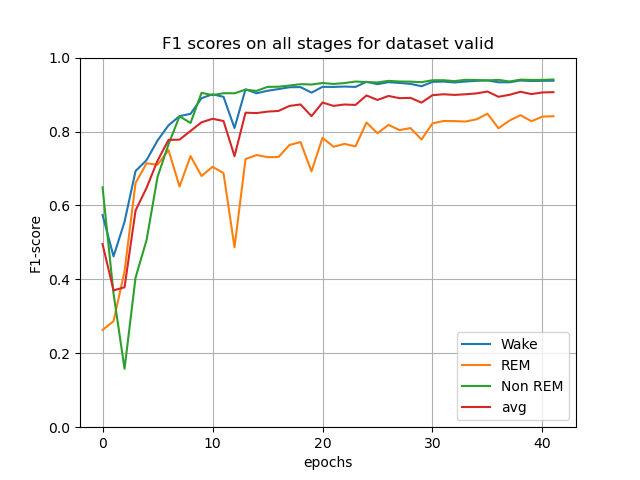 F1 scores on all stages for dataset valid
1.0
0.8
0.6
0.4
0.2
0.0
F1-score
0 10 20 30 40
epochs
Wake
REM
Non REM
avg